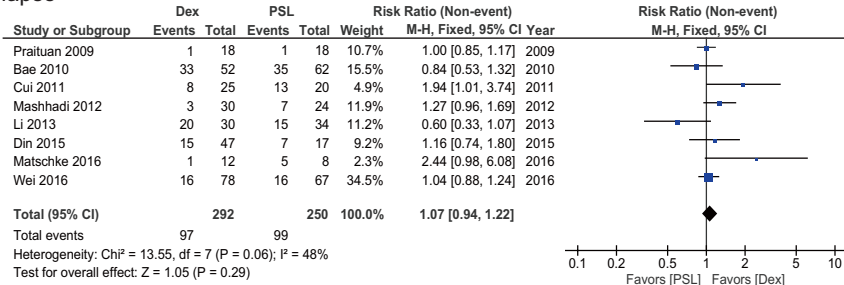 Dex PSL Risk Ratio (Non-event) Risk Ratio (Non-event)
Study or Subgroup Events Total Events Total Weight M-H, Fixed, 95% CI Year M-H, Fixed, 95% CI
Praituan 2009 1 18 1 18 10.7% 1.00 [0.85, 1.17] 2009
Bae 2010 33 52 35 62 15.5% 0.84 [0.53, 1.32] 2010
Cui 2011 8 25 13 20 4.9% 1.94 [1.01, 3.74] 2011
Mashhadi 2012 3 30 7 24 12.6% 1.27 [0.96, 1.69] 2012
Li 2013 20 30 15 34 10.2% 0.60 [0.33, 1.07] 2013
Din 2015 15 47 7 17 9.2% 1.16 [0.74, 1.80] 2015
Matschke 2016 1 12 5 8 2.3% 2.44 [0.98, 6.08] 2016
Wei 2016 16 78 16 67 34.5% 1.04 [0.88, 1.24] 2016
Total (95% CI) 292 250 100.0% 1.07 [0.94, 1.22]
Total events 97 99
Heterogeneity: Chi² = 13.55, df = 7 (P = 0.06); I² = 48%
Test for overall effect: Z = 1.05 (P = 0.29)
0.1 0.2 0.5 1 2 5 10
Favors [PSL] Favors [Dex]